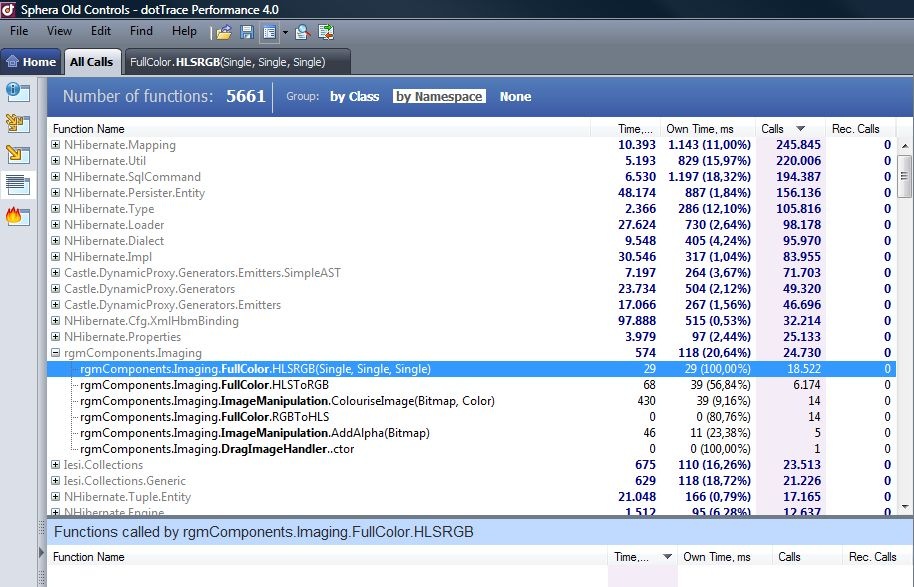 Sphera Old Controls - dotTrace Performance 4.0
File View Edit Find Help
Home All Calls FullColor.HLSRGB(Single, Single, Single)
Number of functions: 5661 Group: by Class by Namespace None
Function Name Time,... Own Time, ms Calls Rec. Calls
NHibernate.Mapping 10.393 1.143 (11,00%) 245.845 0
NHibernate.Util 5.193 829 (15,97%) 220.006 0
NHibernate.SqlCommand 6.530 1.197 (18,32%) 194.387 0
NHibernate.Persister.Entity 48.174 887 (1,84%) 156.136 0
NHibernate.Type 2.366 286 (12,10%) 105.816 0
NHibernate.Loader 27.624 730 (2,64%) 98.178 0
NHibernate.Dialect 9.548 405 (4,24%) 95.970 0
NHibernate.Impl 30.546 317 (1,04%) 83.955 0
Castle.DynamicProxy.Generators.Emitters.SimpleAST 7.197 264 (3,67%) 71.703 0
Castle.DynamicProxy.Generators 23.734 504 (2,12%) 49.320 0
Castle.DynamicProxy.Generators.Emitters 17.066 267 (1,56%) 46.696 0
NHibernate.Cfg.XmlHbmBinding 97.888 515 (0,53%) 32.214 0
NHibernate.Properties 3.979 97 (2,44%) 25.133 0
rgmComponents.Imaging 574 118 (20,64%) 24.730 0
rgmComponents.Imaging.FullColor.HLSRGB(Single, Single, Single) 29 29 (100,00%) 18.522 0
rgmComponents.Imaging.FullColor.HLSToRGB 68 39 (56,84%) 6.174 0
rgmComponents.Imaging.ImageManipulation.ColouriseImage(Bitmap, Color) 430 39 (9,16%) 14 0
rgmComponents.Imaging.FullColor.RGBToHLS 0 0 (80,76%) 14 0
rgmComponents.Imaging.ImageManipulation.AddAlpha(Bitmap) 46 11 (23,38%) 5 0
rgmComponents.Imaging.DragImageHandler..ctor 0 0 (100,00%) 1 0
Iesi.Collections 675 110 (16,26%) 23.513 0
Iesi.Collections.Generic 629 118 (18,72%) 21.226 0
NHibernate.Tuple.Entity 21.048 166 (0,79%) 17.165 0
NHibernate.Engine 1.512 95 (6,28%) 12.637 0
Functions called by rgmComponents.Imaging.FullColor.HLSRGB
Function Name Time,... Own Time, ms Calls Rec. Calls